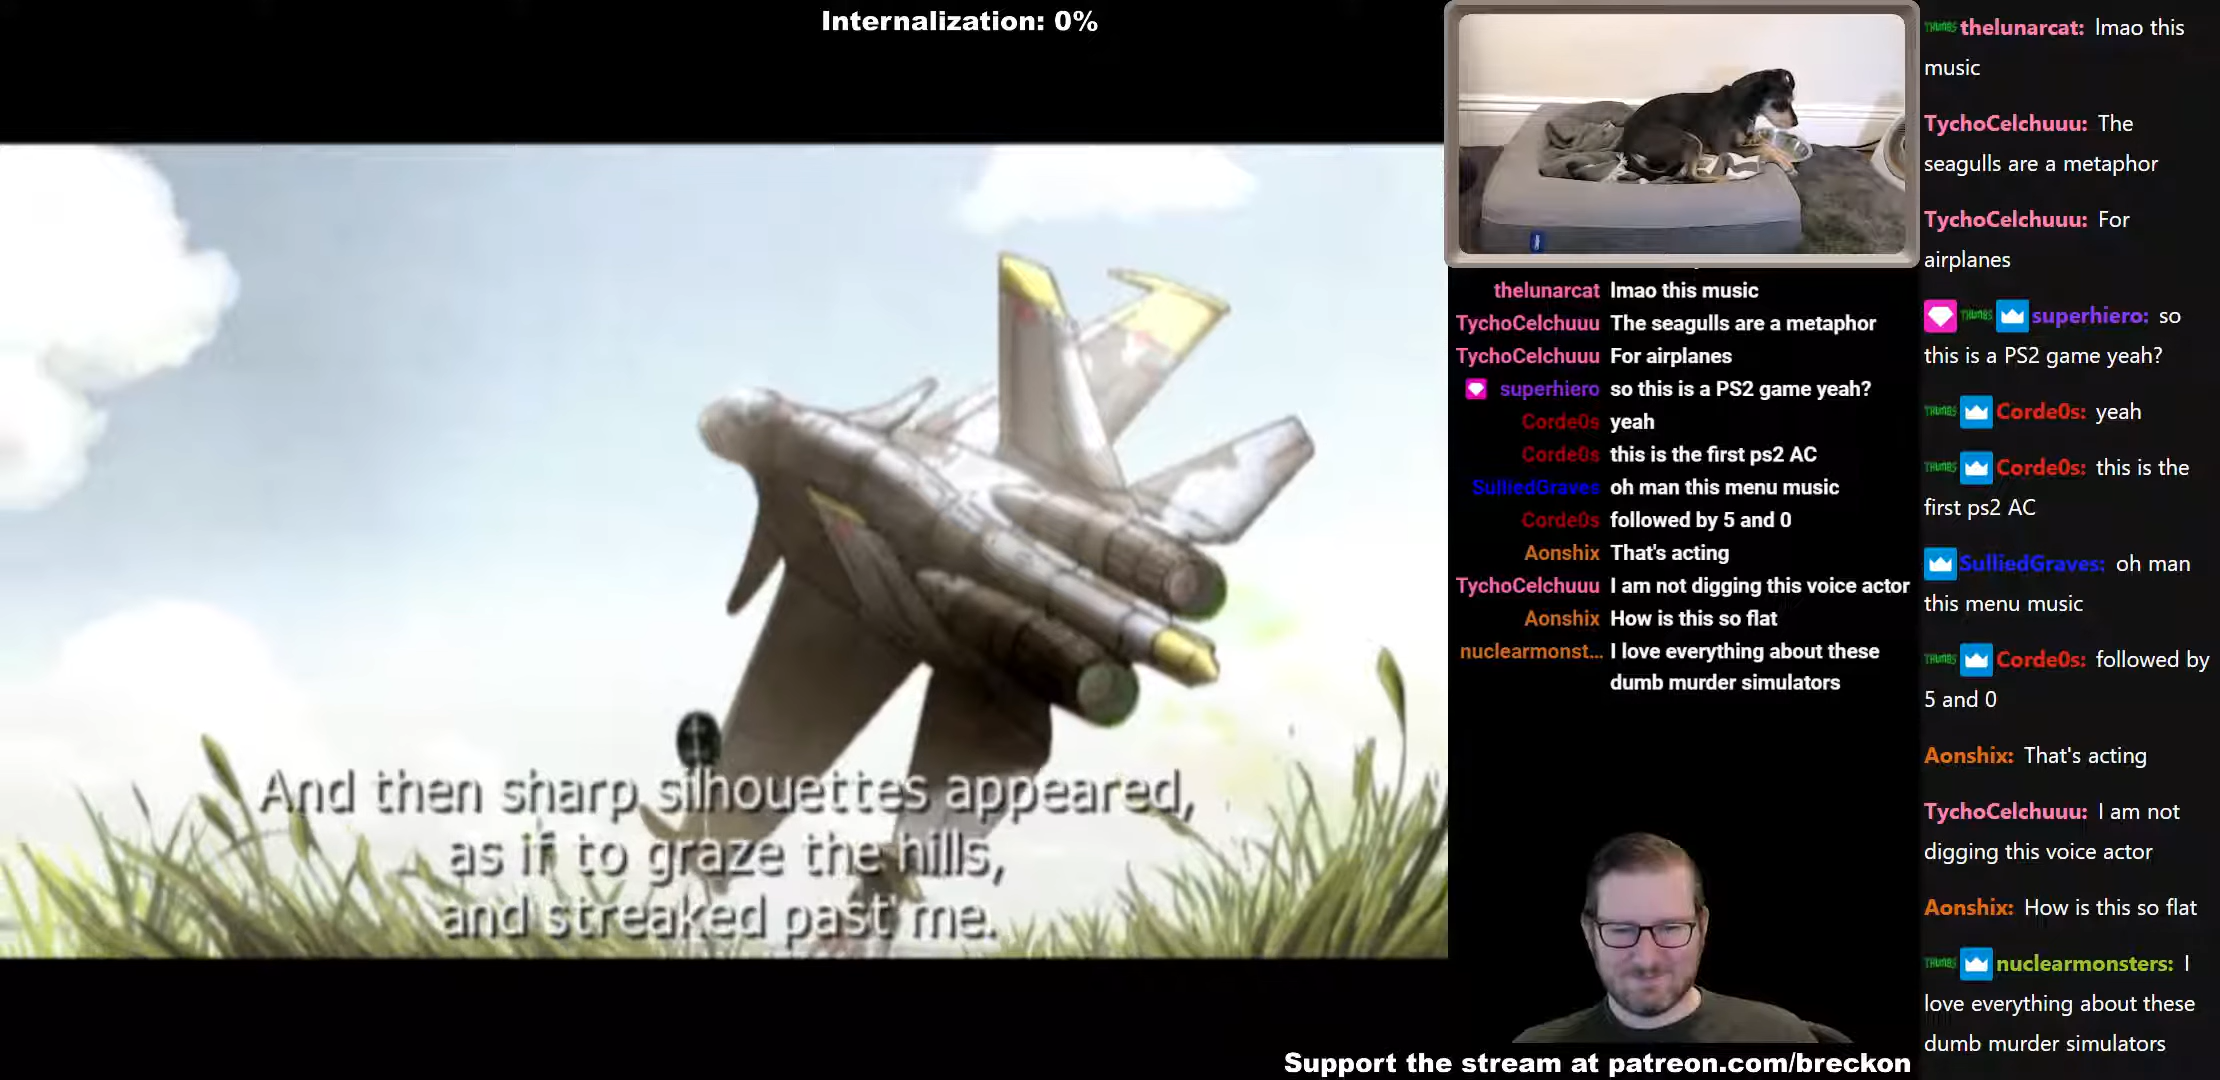 Internalization: 0%
And then sharp silhouettes appeared,
as if to graze the hills,
and streaked past me.
thelunarcat lmao this music
TychoCelchuuu The seagulls are a metaphor
TychoCelchuuu For airplanes
superhiero so this is a PS2 game yeah?
Corde0s yeah
Corde0s this is the first ps2 AC
SulliedGraves oh man this menu music
Corde0s followed by 5 and 0
Aonshix That's acting
TychoCelchuuu I am not digging this voice actor
Aonshix How is this so flat
nuclearmonst... I love everything about these
dumb murder simulators
Support the stream at patreon.com/breckon
THUMBS thelunarcat: lmao this
music
TychoCelchuuu: The
seagulls are a metaphor
TychoCelchuuu: For
airplanes
THUMBS superhiero: so
this is a PS2 game yeah?
THUMBS Corde0s: yeah
THUMBS Corde0s: this is the
first ps2 AC
SulliedGraves: oh man
this menu music
THUMBS Corde0s: followed by
5 and 0
Aonshix: That's acting
TychoCelchuuu: I am not
digging this voice actor
Aonshix: How is this so flat
THUMBS nuclearmonsters: I
love everything about these
dumb murder simulators